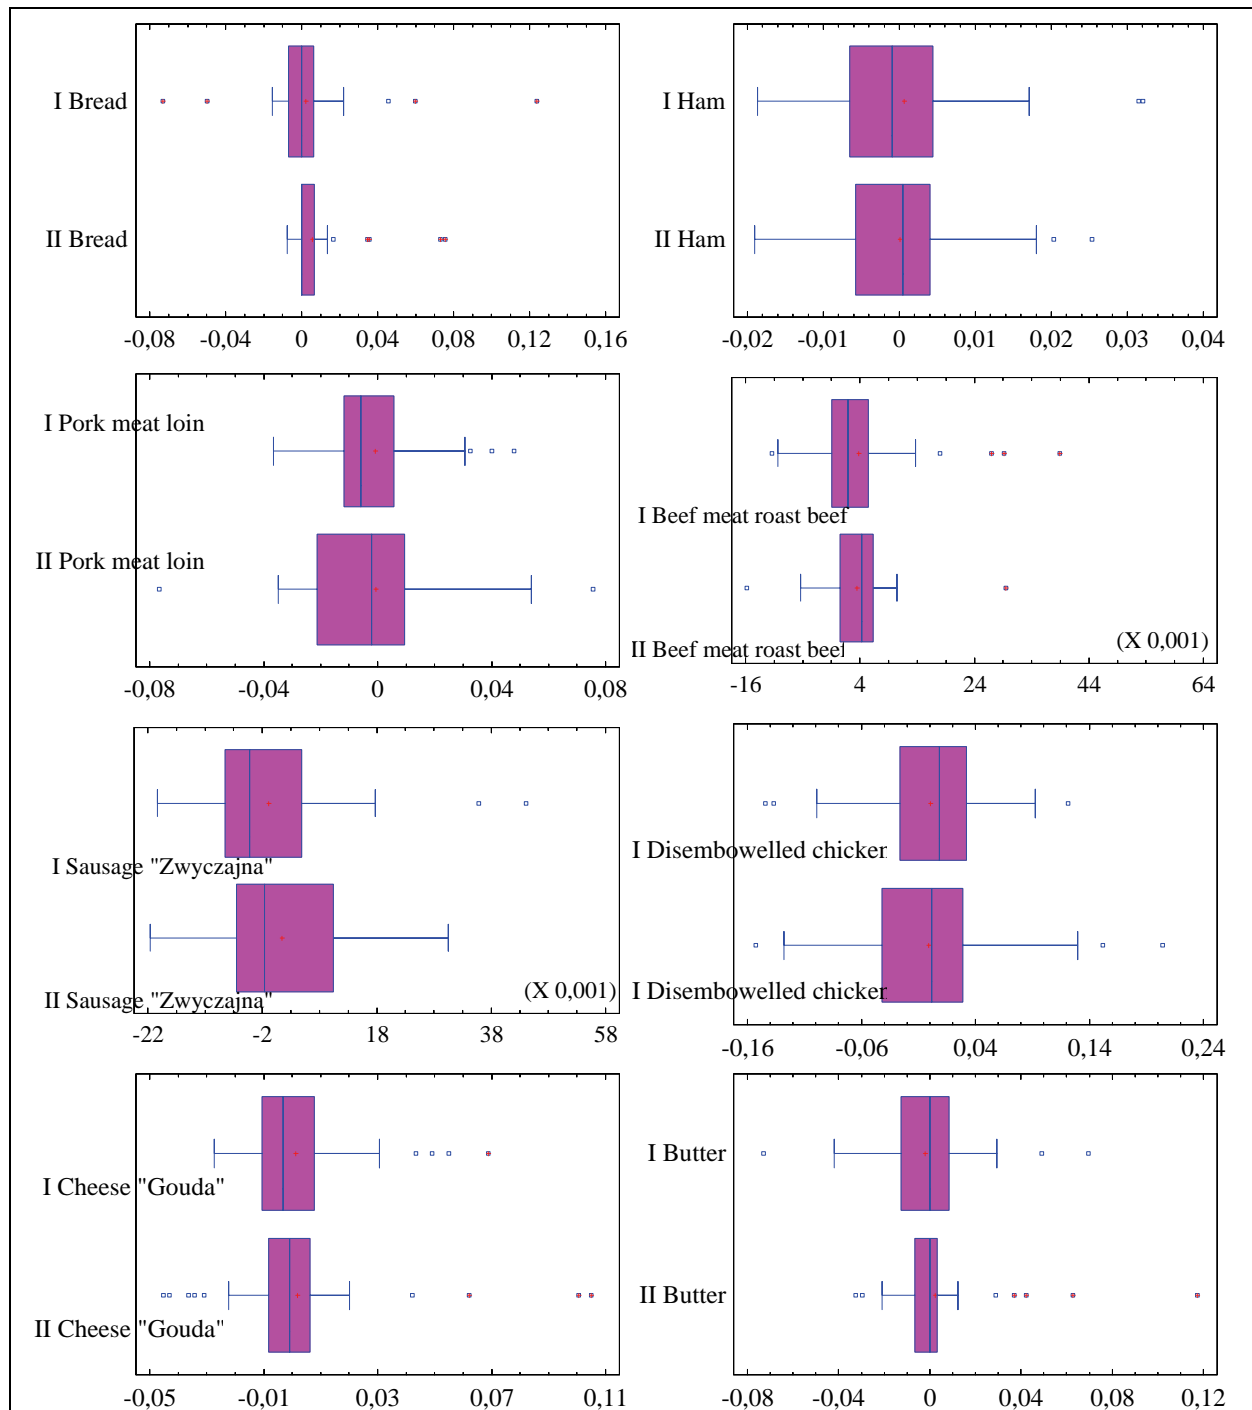 I Bread
II Bread
-0,08 -0,04 0 0,04 0,08 0,12 0,16
I Ham
II Ham
-0,02 -0,01 0 0,01 0,02 0,03 0,04
I Pork meat loin
II Pork meat loin
-0,08 -0,04 0 0,04 0,08
I Beef meat roast beef
II Beef meat roast beef
(X 0,001)
-16 4 24 44 64
I Sausage "Zwyczajna"
II Sausage "Zwyczajna"
(X 0,001)
-22 -2 18 38 58
I Disembowelled chicken
I Disembowelled chicken
-0,16 -0,06 0,04 0,14 0,24
I Cheese "Gouda"
II Cheese "Gouda"
-0,05 -0,01 0,03 0,07 0,11
I Butter
II Butter
-0,08 -0,04 0 0,04 0,08 0,12